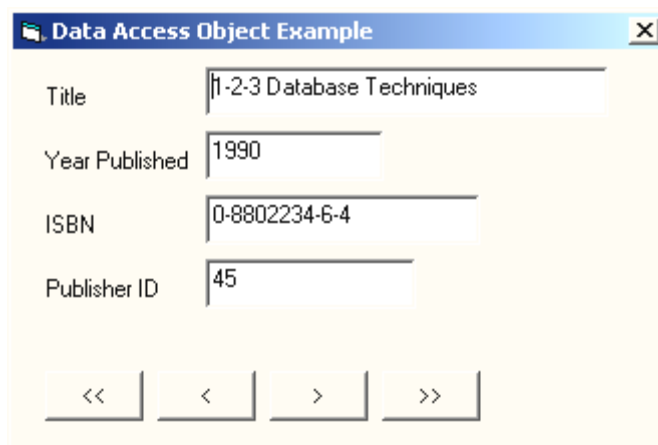 Data Access Object Example
Title 1-2-3 Database Techniques
Year Published 1990
ISBN 0-8802234-6-4
Publisher ID 45
<< < > >>